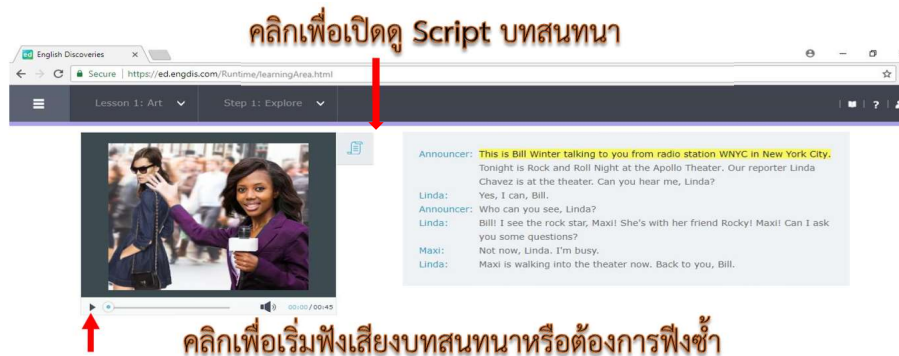 คลิกเพื่อเปิดดู Script บทสนทนา
English Discoveries
Secure | https://ed.engdis.com/Runtime/learningArea.html
Lesson 1: Art
Step 1: Explore
?
Announcer: This is Bill Winter talking to you from radio station WNYC in New York City.
Tonight is Rock and Roll Night at the Apollo Theater. Our reporter Linda
Chavez is at the theater. Can you hear me, Linda?
Linda: Yes, I can, Bill.
Announcer: Who can you see, Linda?
Linda: Bill! I see the rock star, Maxi! She's with her friend Rocky! Maxi! Can I ask
you some questions?
Maxi: Not now, Linda. I'm busy.
Linda: Maxi is walking into the theater now. Back to you, Bill.
00:00 / 00:45
คลิกเพื่อเริ่มฟังเสียงบทสนทนาหรือต้องการฟังซ้ำ